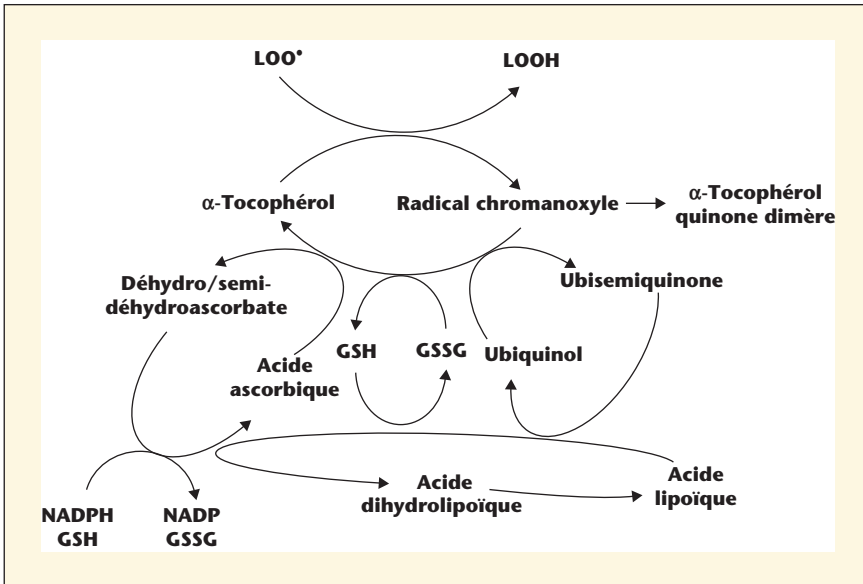 LOO•
LOOH
α-Tocophérol
Radical chromanoxyle
α-Tocophérol
quinone dimère
Déhydro/semi-
déhydroascorbate
Ubisemiquinone
GSH
GSSG
Ubiquinol
Acide
ascorbique
Acide
dihydrolipoïque
Acide
lipoïque
NADPH
GSH
NADP
GSSG